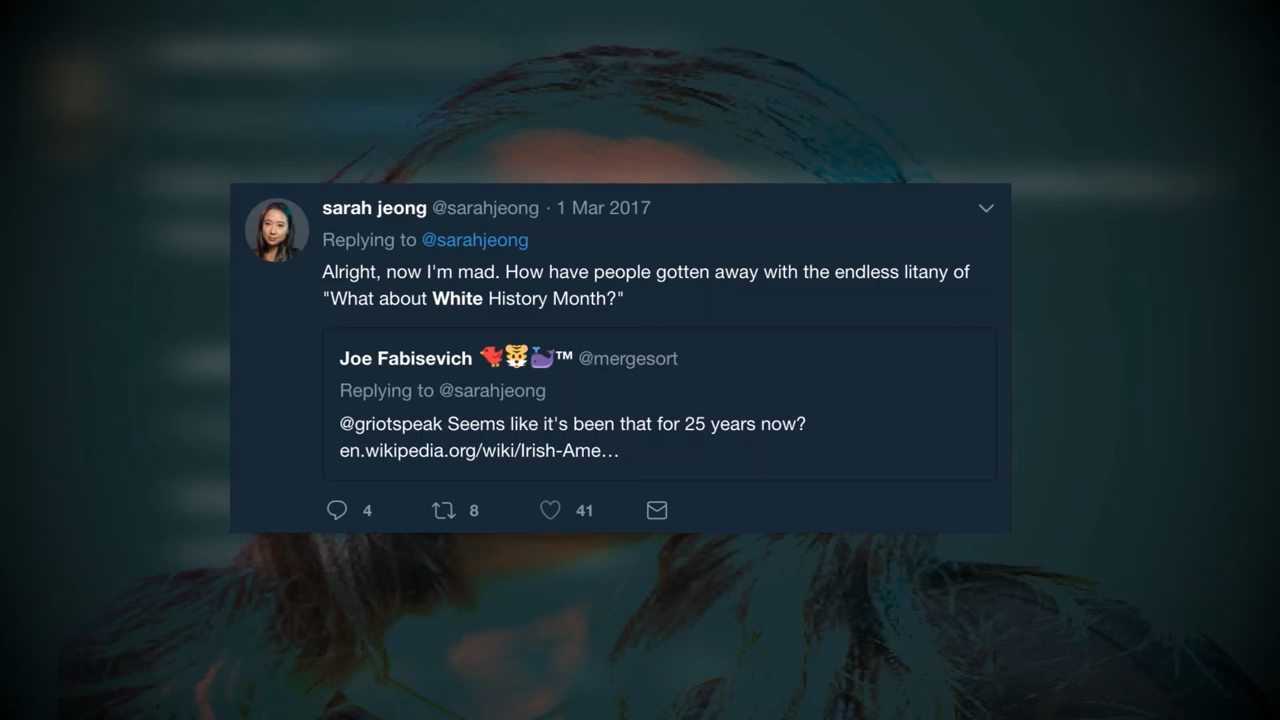 sarah jeong @sarahjeong · 1 Mar 2017
Replying to @sarahjeong
Alright, now I'm mad. How have people gotten away with the endless litany of
"What about White History Month?"
Joe Fabisevich 🐦🐯🐳™ @mergesort
Replying to @sarahjeong
@griotspeak Seems like it's been that for 25 years now?
en.wikipedia.org/wiki/Irish-Ame…
4 8 41